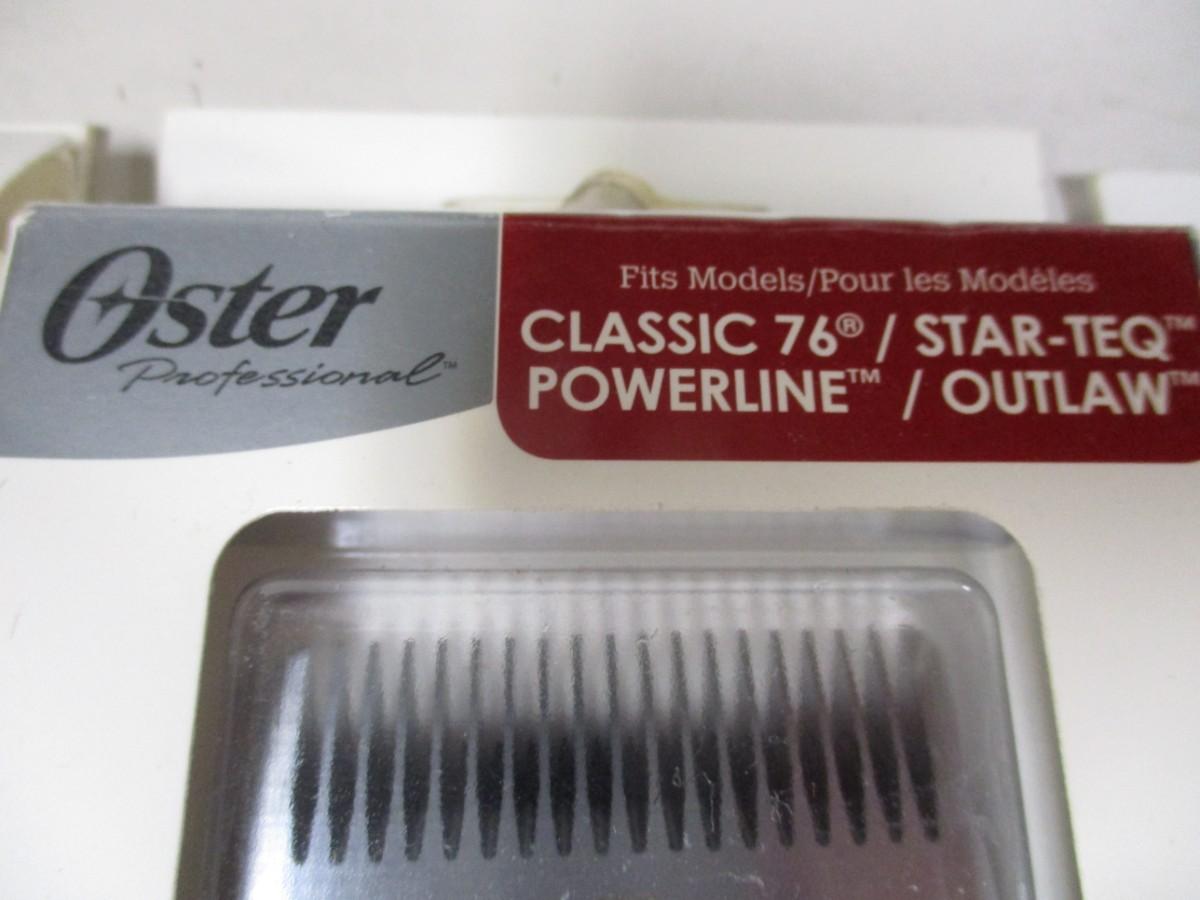 Oster
Professional™
Fits Models/Pour les Modèles
CLASSIC 76® / STAR-TEQ™
POWERLINE™ / OUTLAW™